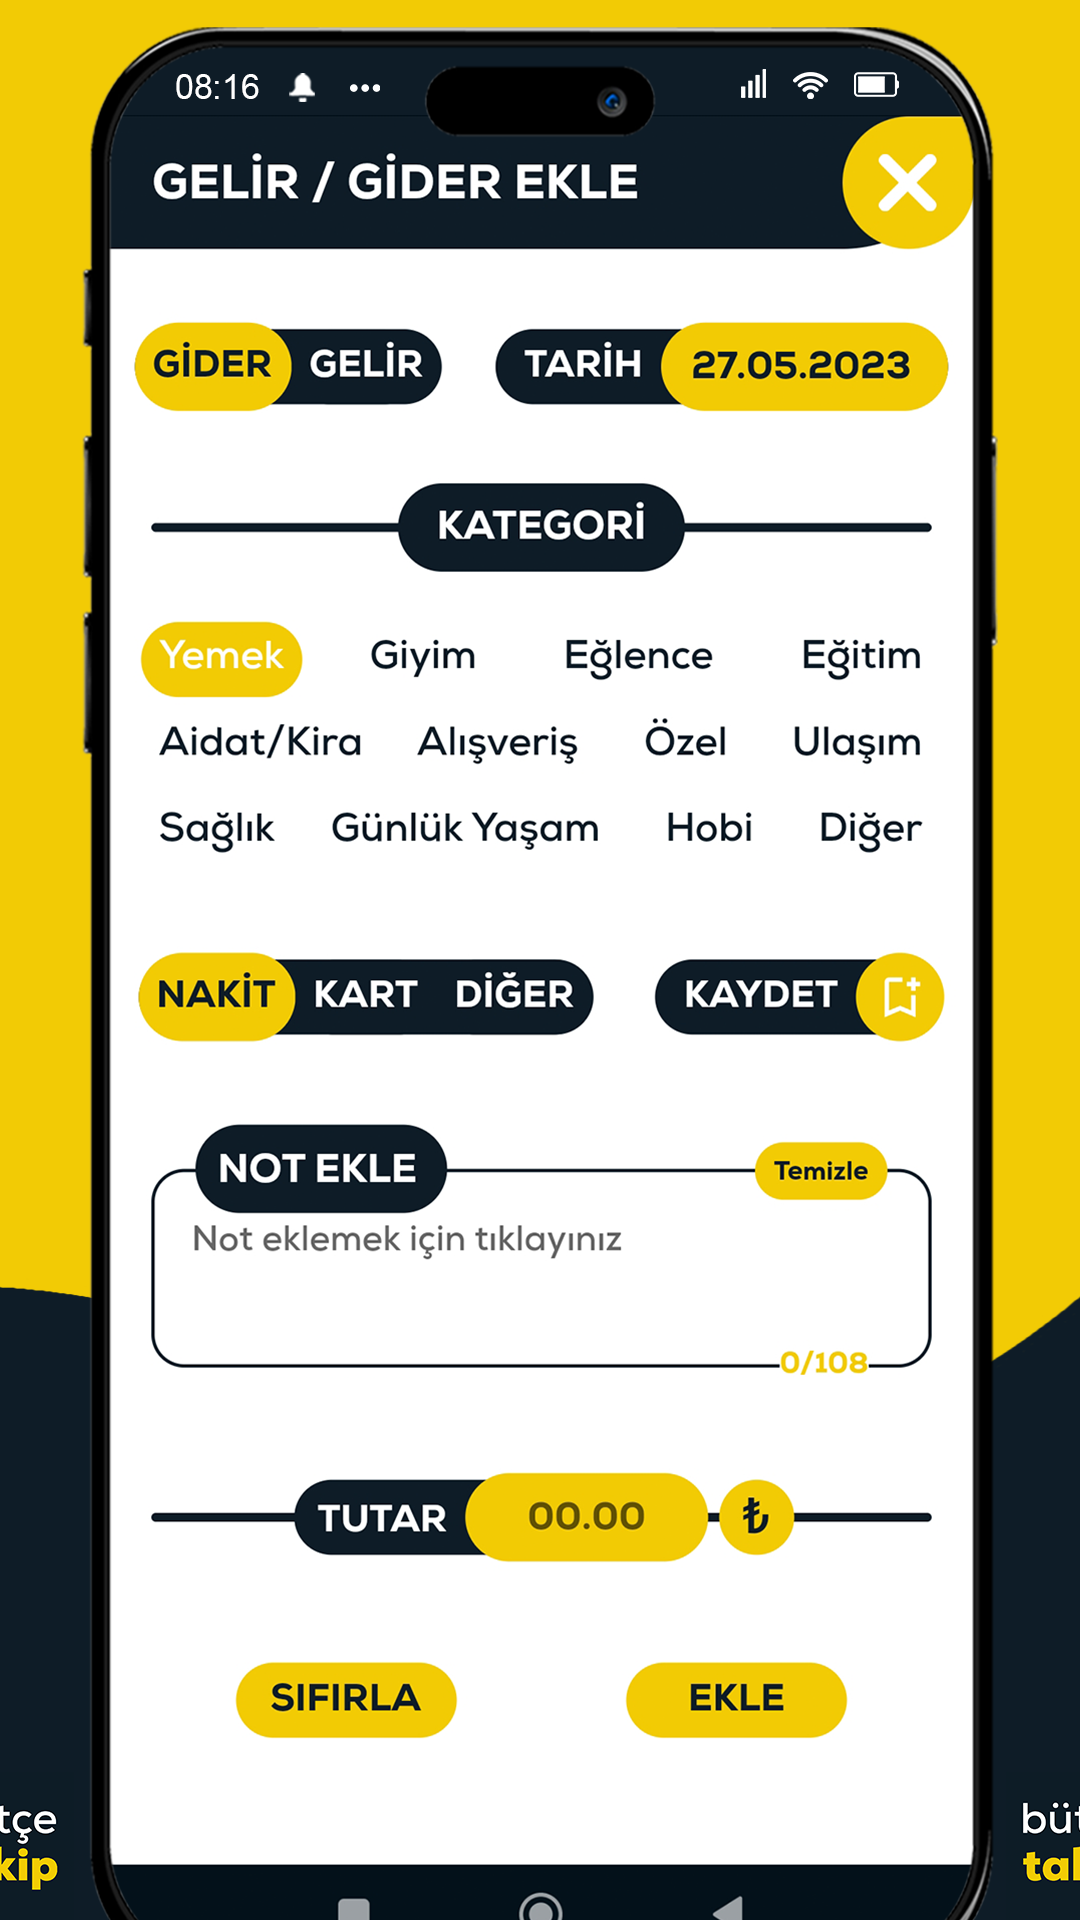 08:16
GELİR / GİDER EKLE
GİDER GELİR TARİH 27.05.2023
KATEGORİ
Yemek Giyim Eğlence Eğitim
Aidat/Kira Alışveriş Özel Ulaşım
Sağlık Günlük Yaşam Hobi Diğer
NAKİT KART DİĞER KAYDET
NOT EKLE Temizle
Not eklemek için tıklayınız
0/108
TUTAR 00.00 ₺
SIFIRLA EKLE
tçe büt
kip tak